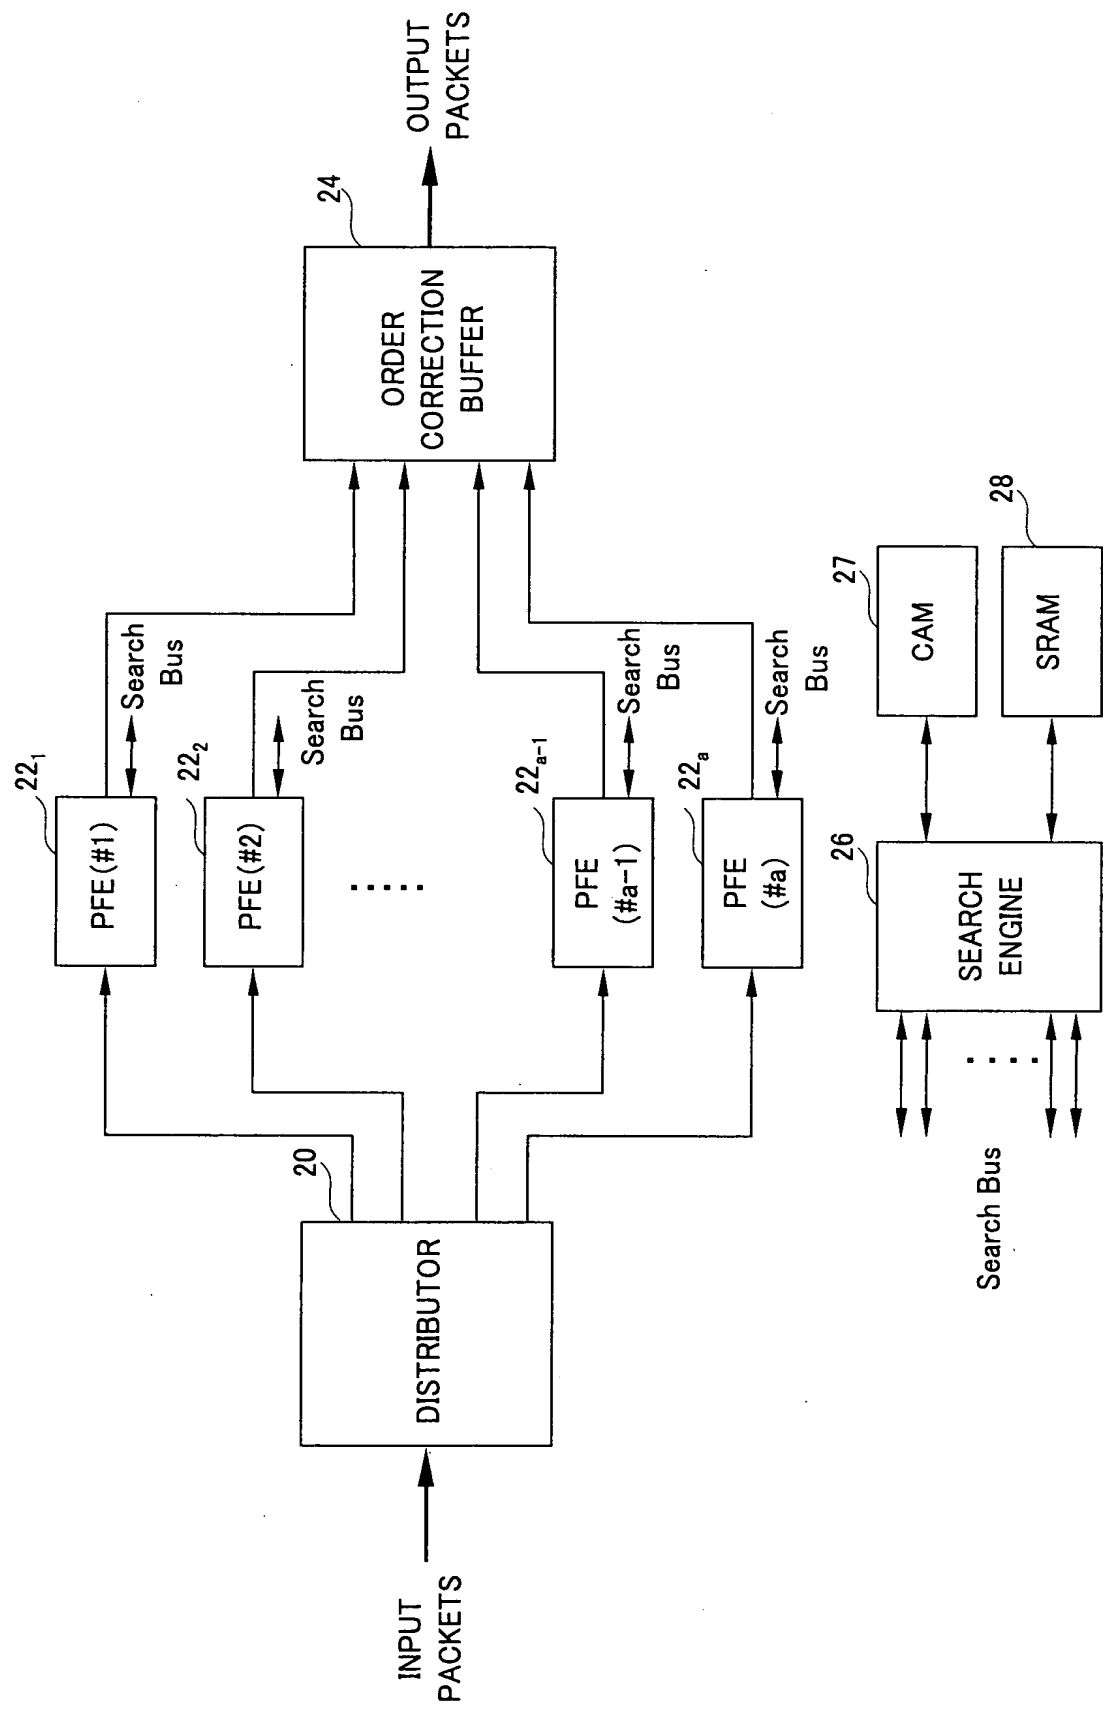 INPUT
PACKETS
DISTRIBUTOR
20
PFE(#1)
22₁
Search
Bus
PFE(#2)
22₂
Search
Bus
.....
PFE
(#a-1)
22ₐ₋₁
Search
Bus
PFE
(#a)
22ₐ
Search
Bus
ORDER
CORRECTION
BUFFER
24
OUTPUT
PACKETS
Search Bus
....
SEARCH
ENGINE
26
CAM
27
SRAM
28